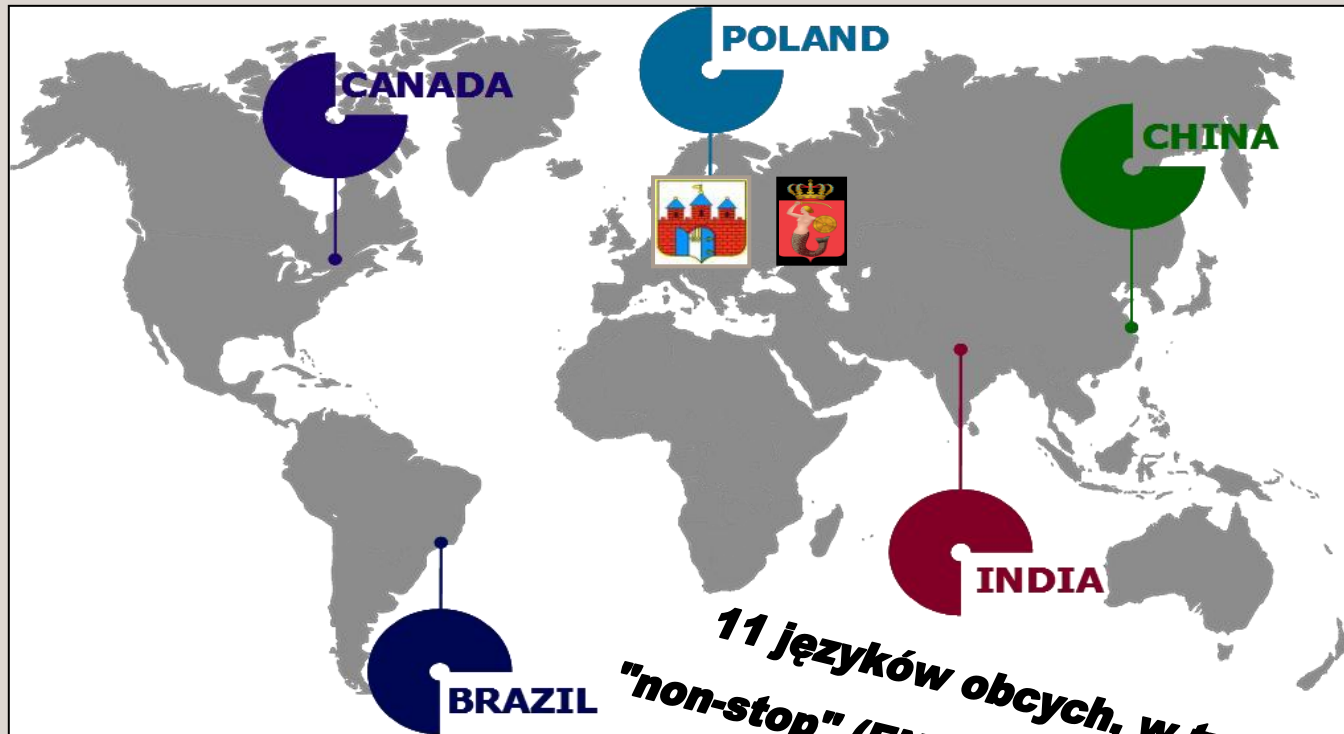 POLAND
CANADA
CHINA
INDIA
BRAZIL
11 języków obcych, w
"non-stop"